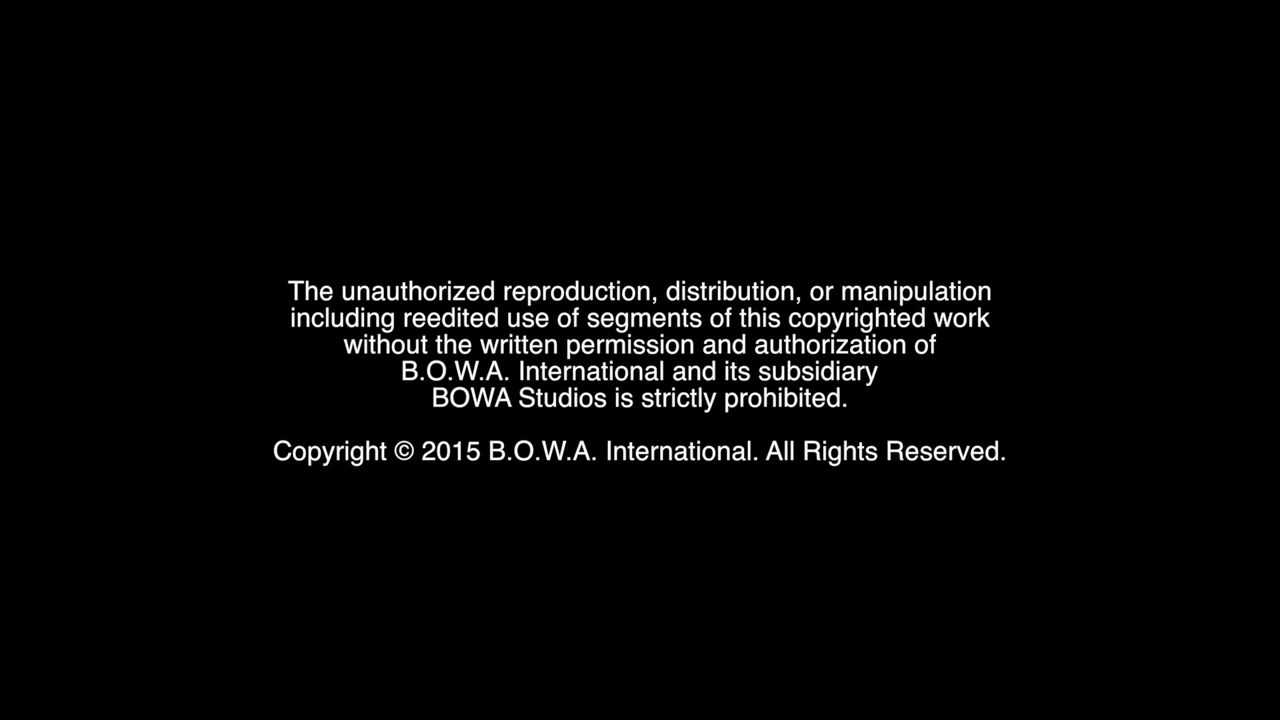 The unauthorized reproduction, distribution, or manipulation
including reedited use of segments of this copyrighted work
without the written permission and authorization of
B.O.W.A. International and its subsidiary
BOWA Studios is strictly prohibited.
Copyright © 2015 B.O.W.A. International. All Rights Reserved.